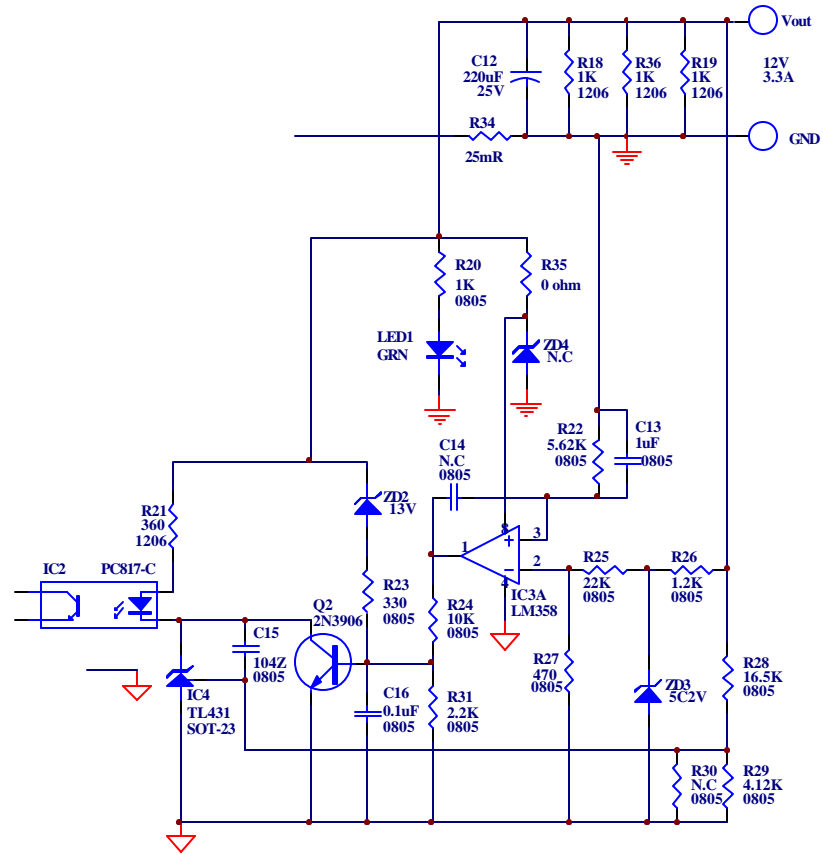 Vout
12V
3.3A
GND
C12
220uF
25V
R18
1K
1206
R36
1K
1206
R19
1K
1206
R34
25mR
R20
1K
0805
R35
0 ohm
LED1
GRN
ZD4
N.C
R22
5.62K
0805
C13
1uF
0805
C14
N.C
0805
ZD2
13V
R21
360
1206
8
3
1
2
4
IC3A
LM358
R25
22K
0805
R26
1.2K
0805
IC2
PC817-C
R23
330
0805
R24
10K
0805
Q2
2N3906
C15
104Z
0805
IC4
TL431
SOT-23
C16
0.1uF
0805
R31
2.2K
0805
R27
470
0805
ZD3
5C2V
R28
16.5K
0805
R30
N.C
0805
R29
4.12K
0805